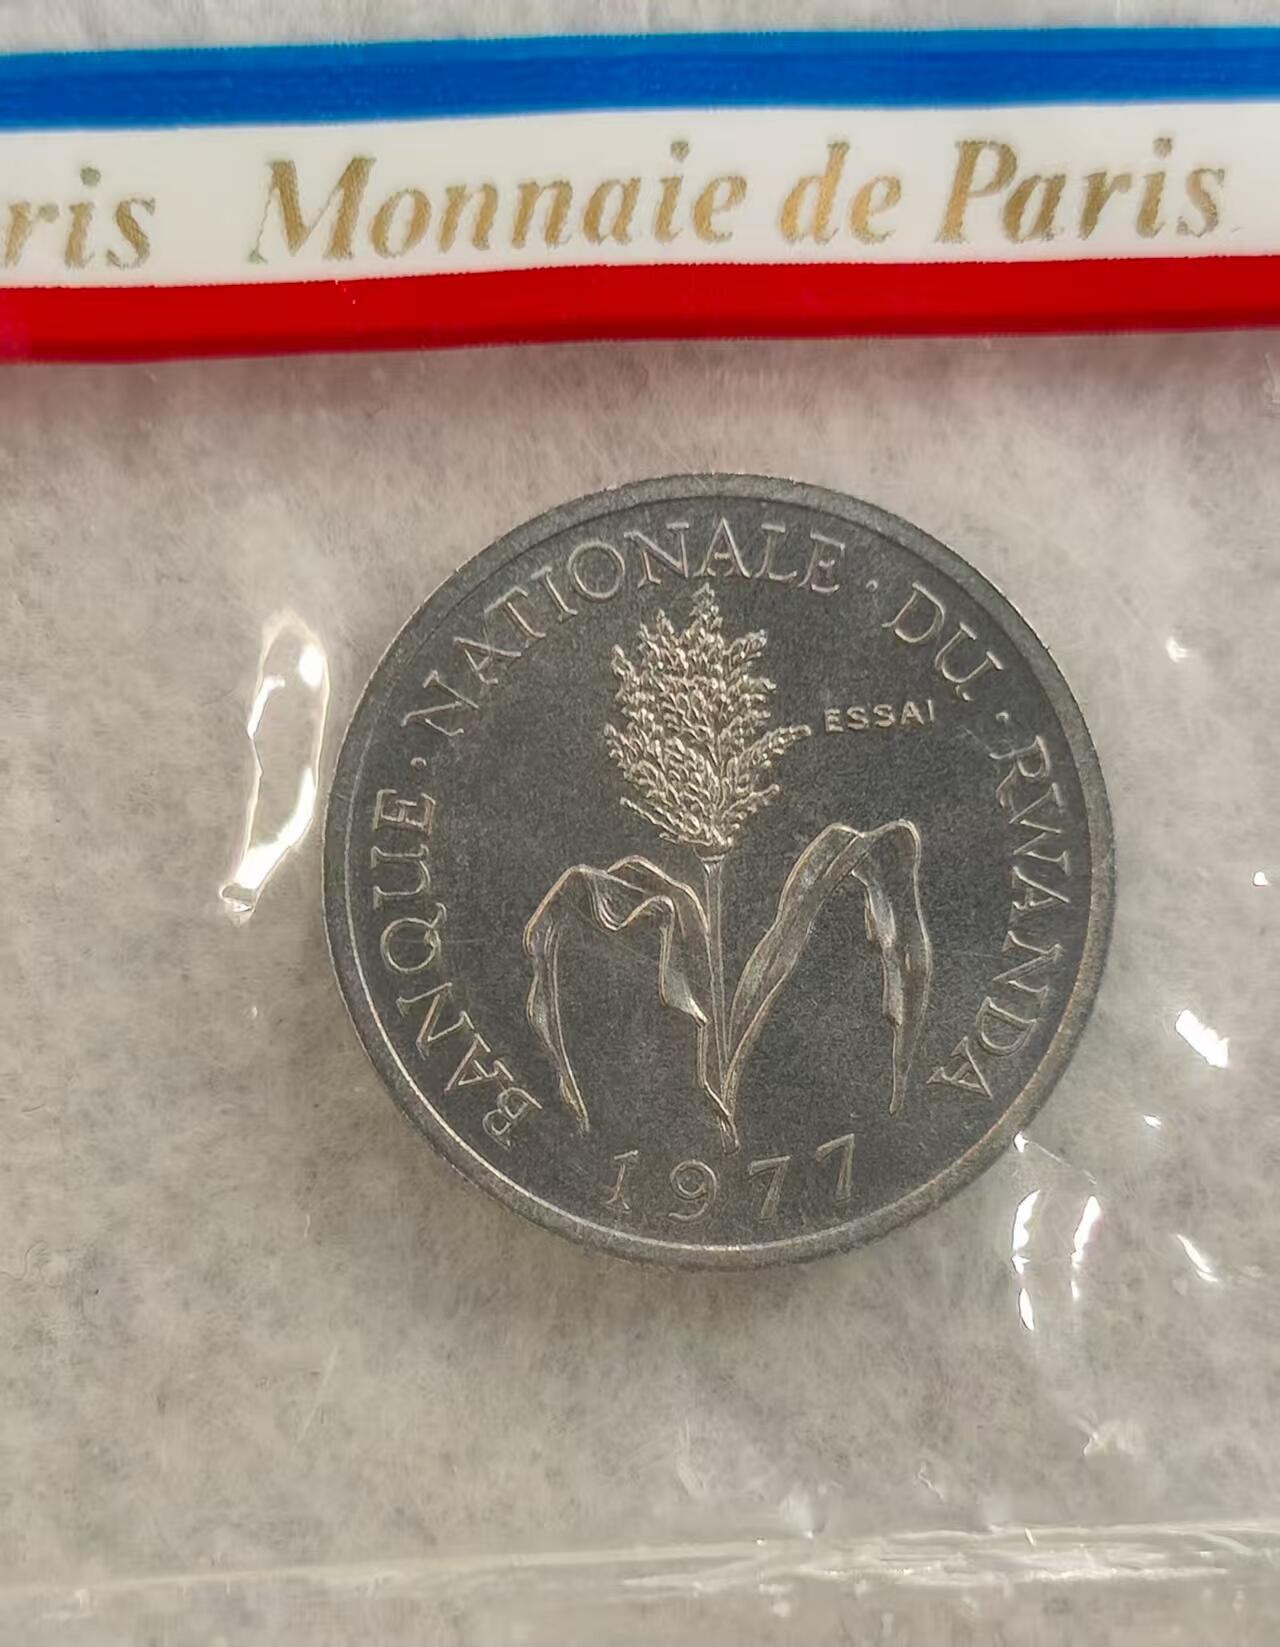 ris Monnaie de Paris
BANQUE · NATIONALE · DU · RWANDA
ESSAI
1977